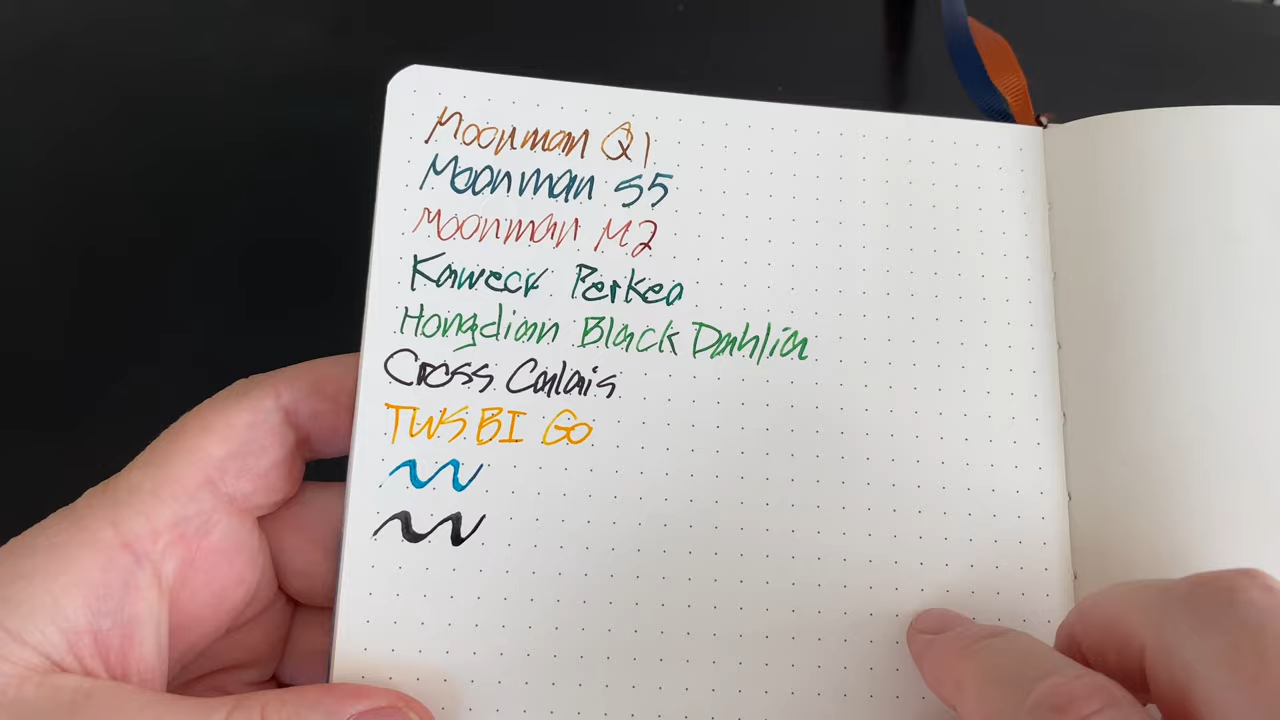 Moonman Q1
Moonman S5
Moonman M2
Kaweco Perkeo
Hongdian Black Dahlia
Cross Calais
TWSBI Go